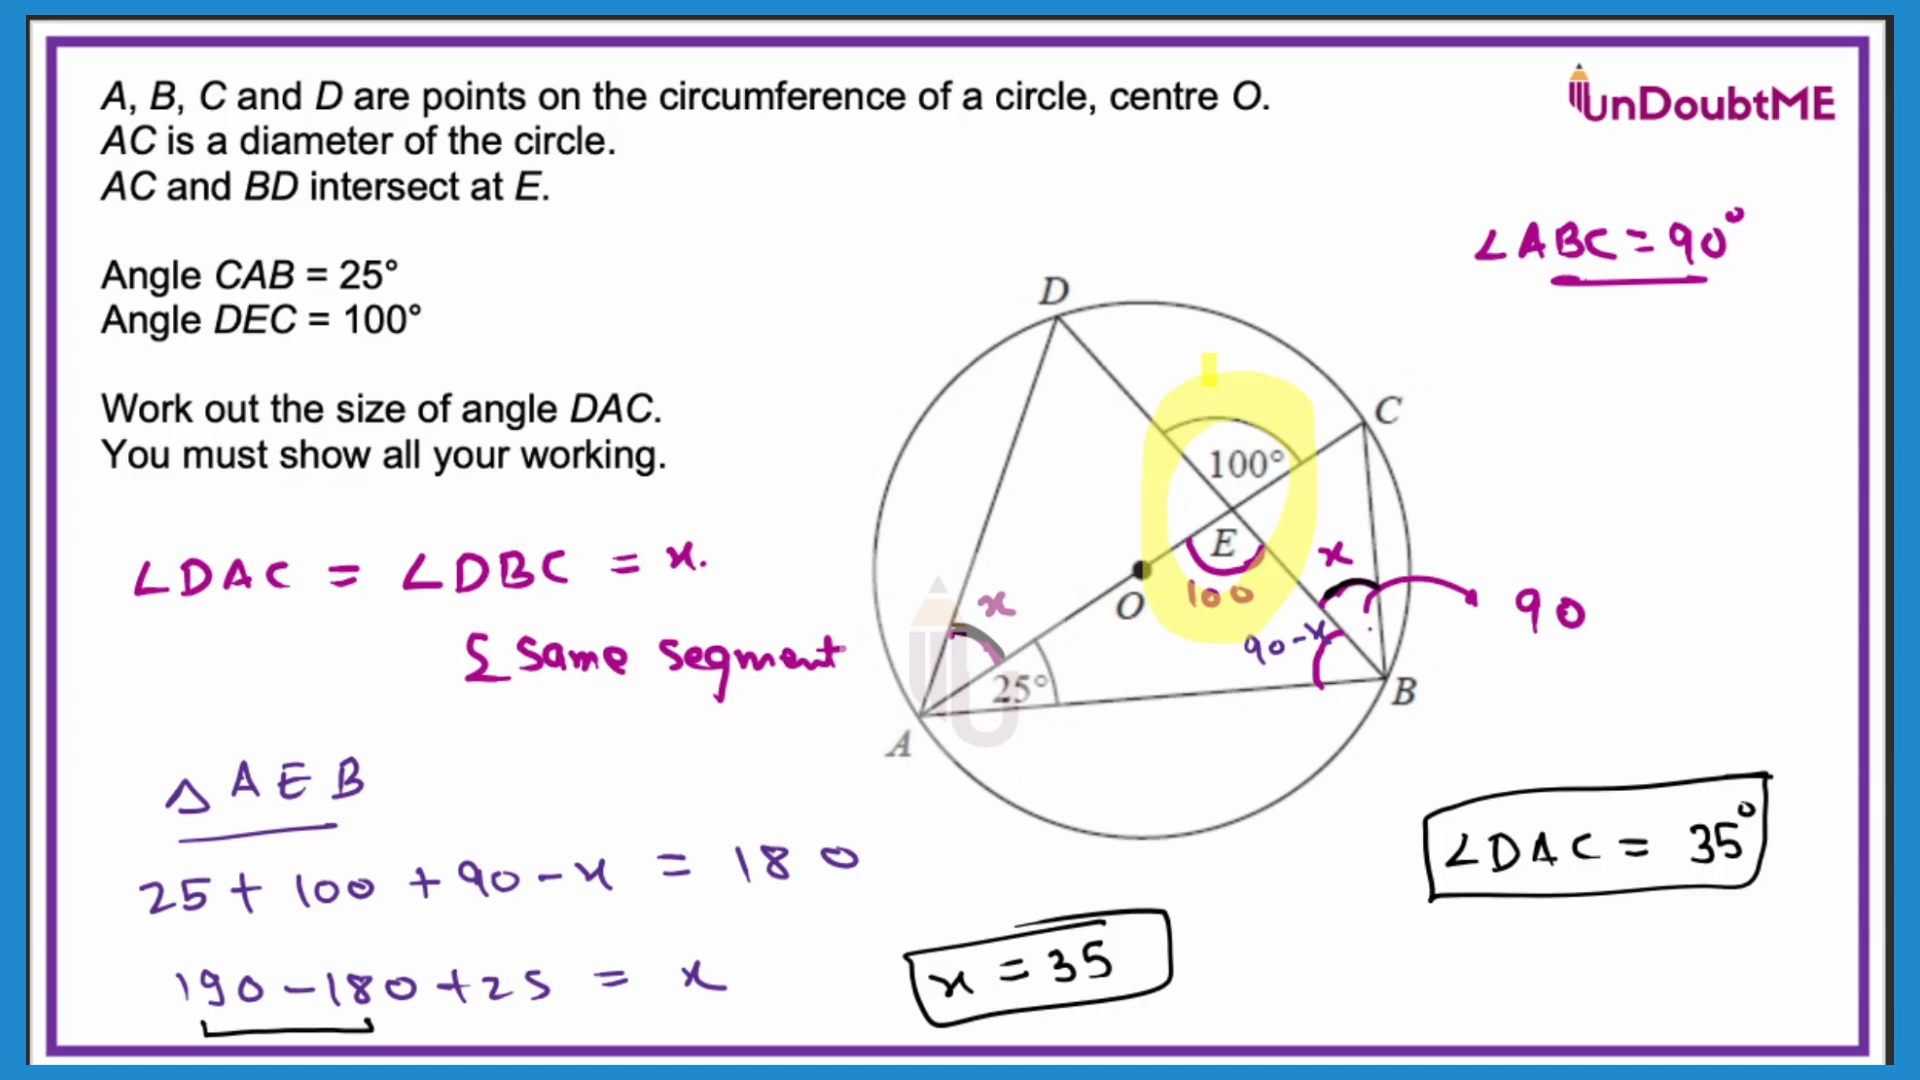 A, B, C and D are points on the circumference of a circle, centre O.
AC is a diameter of the circle.
AC and BD intersect at E.
UnDoubtME
∠ABC = 90°
Angle CAB = 25°
Angle DEC = 100°
Work out the size of angle DAC.
You must show all your working.
D
C
100°
E
100
x
O
x
90
90-x
25°
B
A
∠DAC = ∠DBC = x.
{ Same segment
△ AEB
25 + 100 + 90 - x = 180
190 - 180 + 25 = x
x = 35
∠DAC = 35°